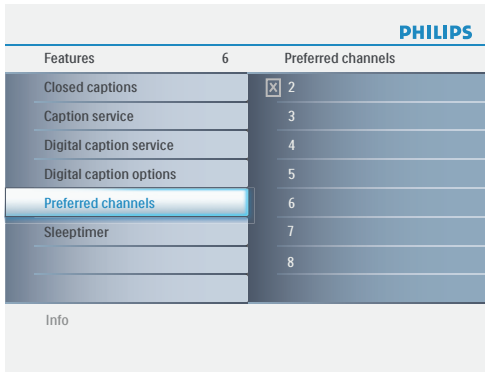 PHILIPS
Features 6 Preferred channels
Closed captions
Caption service
Digital caption service
Digital caption options
Preferred channels
Sleeptimer
X 2
3
4
5
6
7
8
Info